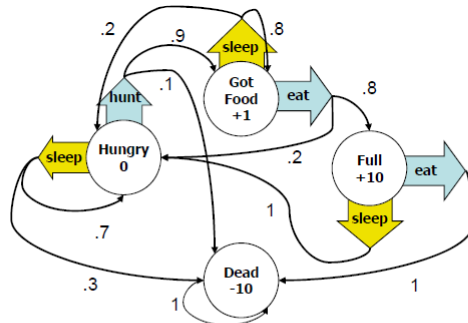 .2
.9
sleep
.8
hunt
.1
Got
Food
+1
eat
.8
sleep
Hungry
0
.2
Full
+10
eat
.7
1
sleep
.3
Dead
-10
1
1